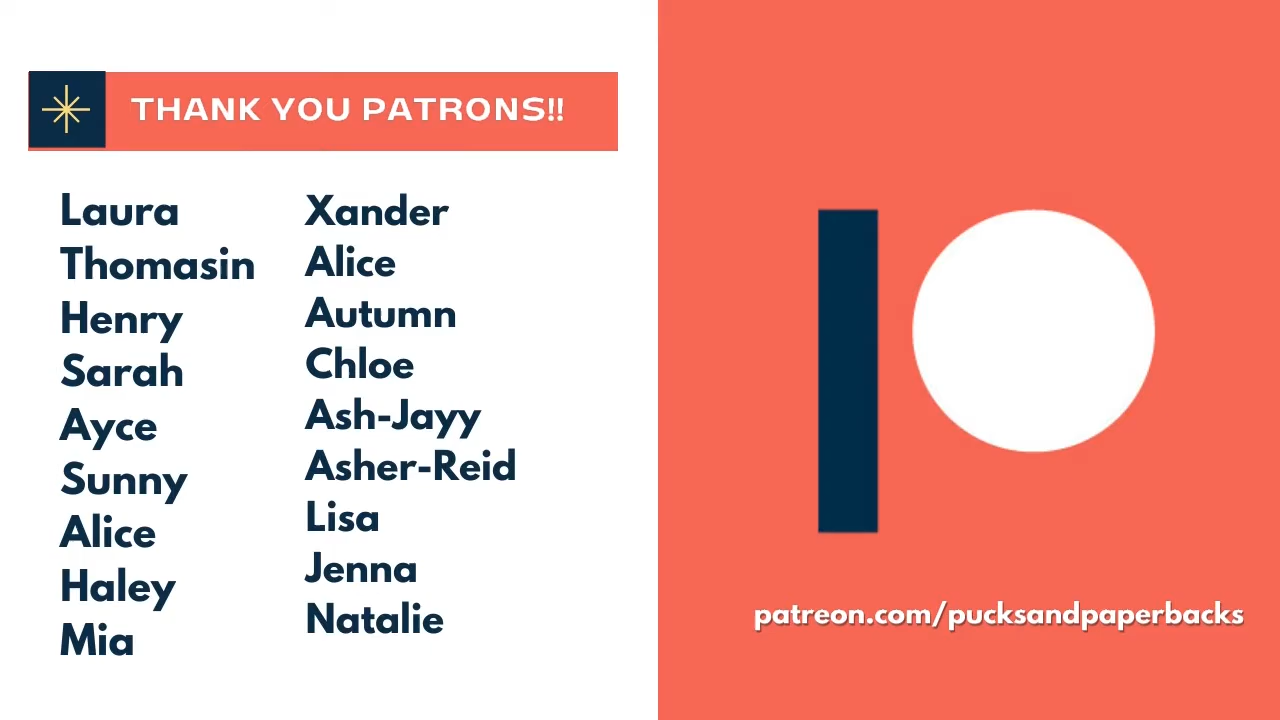 THANK YOU PATRONS!!
Laura
Thomasin
Henry
Sarah
Ayce
Sunny
Alice
Haley
Mia
Xander
Alice
Autumn
Chloe
Ash-Jayy
Asher-Reid
Lisa
Jenna
Natalie
patreon.com/pucksandpaperbacks